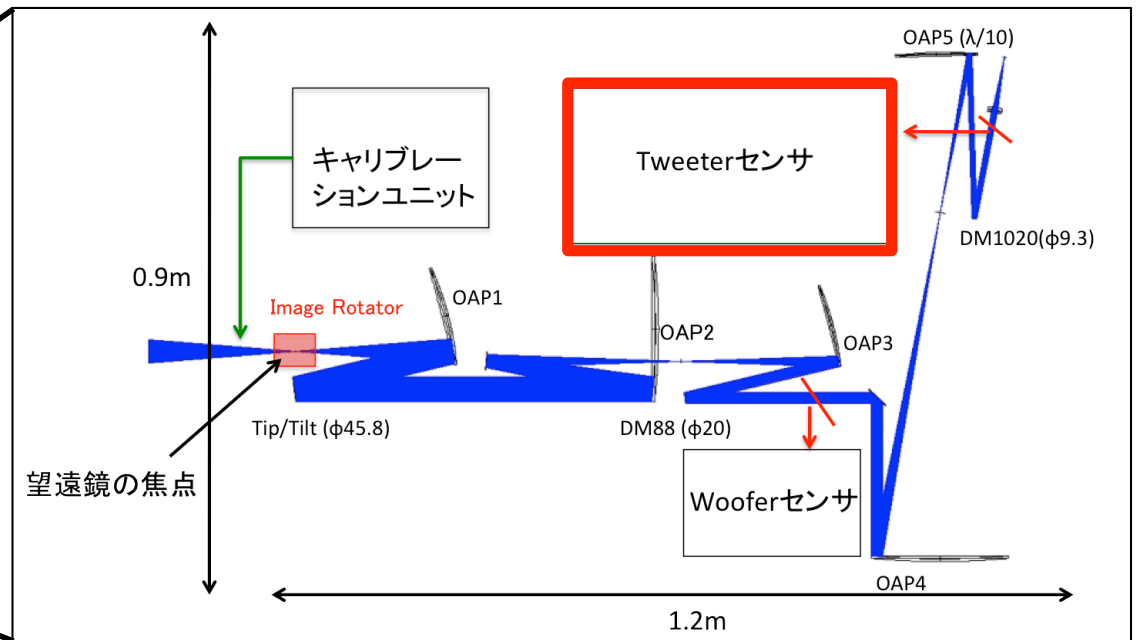 OAP5 (λ/10)
キャリブレー
ションユニット
Tweeterセンサ
DM1020(φ9.3)
0.9m
Image Rotator
OAP1
OAP2
OAP3
Tip/Tilt (φ45.8)
DM88 (φ20)
望遠鏡の焦点
Wooferセンサ
OAP4
1.2m